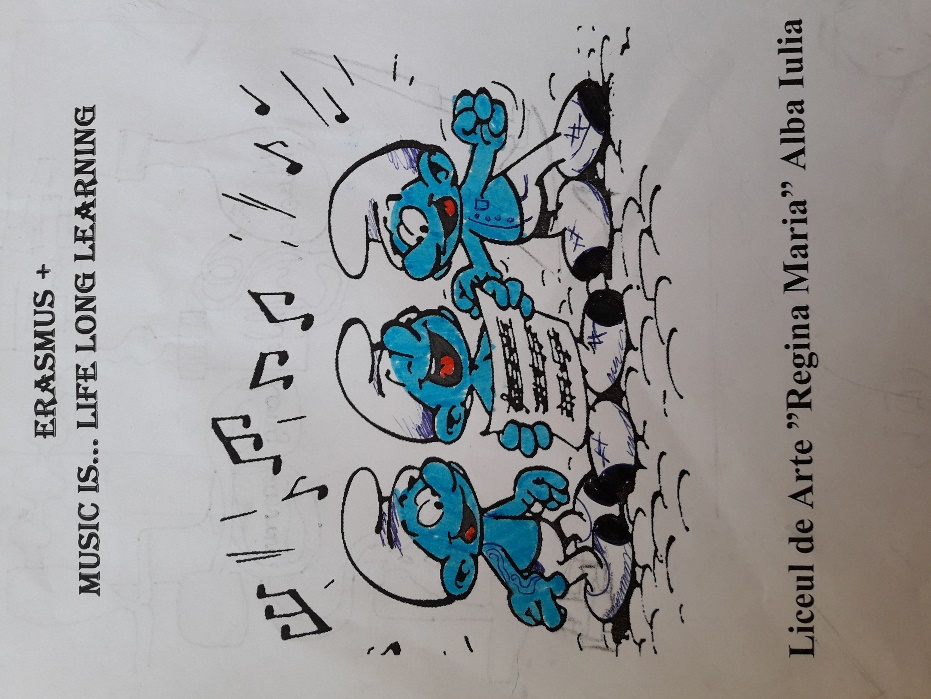 ERASMUS +
MUSIC IS... LIFE LONG LEARNING
Liceul de Arte ”Regina Maria” Alba Iulia